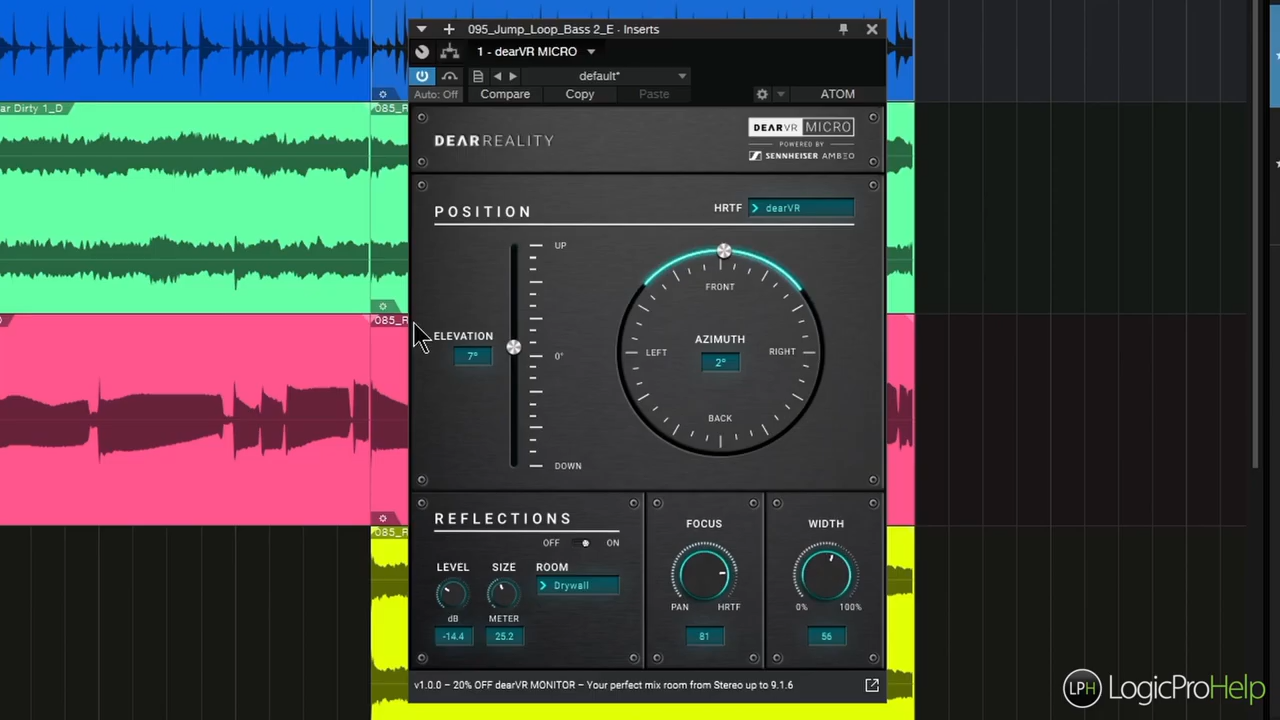 095_Jump_Loop_Bass 2_E - Inserts
1 - dearVR MICRO
default*
Auto: Off
Compare
Copy
Paste
ATOM
ar Dirty 1_D
085_R
DEARREALITY
DEARVR MICRO
POWERED BY
SENNHEISER AMBEO
POSITION
HRTF
dearVR
UP
FRONT
085_R
ELEVATION
7°
0°
LEFT
AZIMUTH
RIGHT
2°
BACK
DOWN
REFLECTIONS
OFF
ON
FOCUS
WIDTH
085_R
LEVEL
SIZE
ROOM
Drywall
PAN
HRTF
0%
100%
dB
METER
-14.4
25.2
81
56
v1.0.0 – 20% OFF dearVR MONITOR – Your perfect mix room from Stereo up to 9.1.6
LPH LogicProHelp